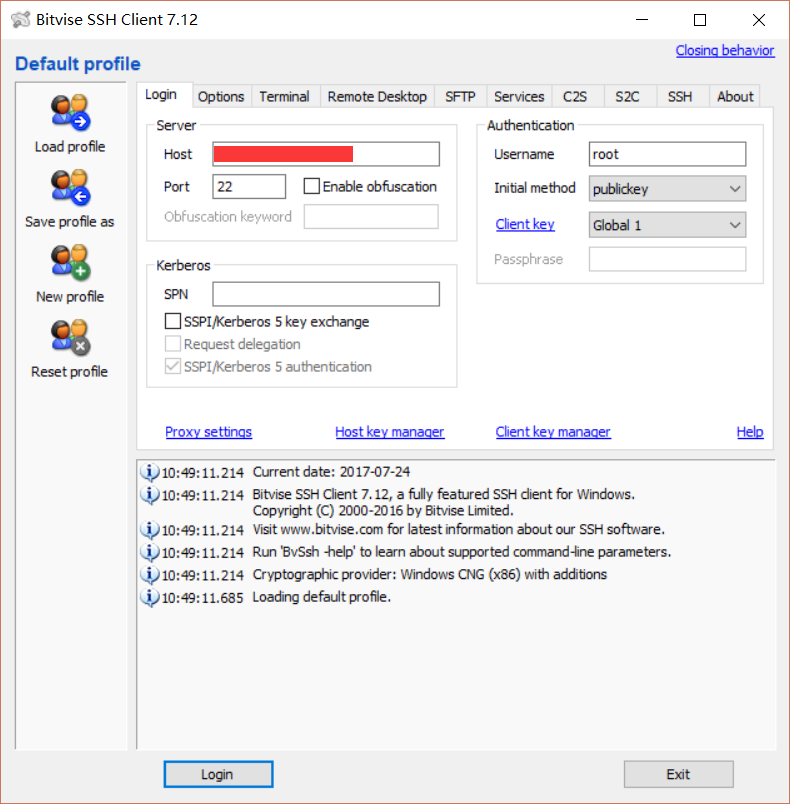 Bitvise SSH Client 7.12
Closing behavior
Default profile
Load profile
Save profile as
New profile
Reset profile
Login Options Terminal Remote Desktop SFTP Services C2S S2C SSH About
Server
Host
Port 22 Enable obfuscation
Obfuscation keyword
Authentication
Username root
Initial method publickey
Client key Global 1
Passphrase
Kerberos
SPN
SSPI/Kerberos 5 key exchange
Request delegation
SSPI/Kerberos 5 authentication
Proxy settings Host key manager Client key manager Help
10:49:11.214 Current date: 2017-07-24
10:49:11.214 Bitvise SSH Client 7.12, a fully featured SSH client for Windows.
Copyright (C) 2000-2016 by Bitvise Limited.
10:49:11.214 Visit www.bitvise.com for latest information about our SSH software.
10:49:11.214 Run 'BvSsh -help' to learn about supported command-line parameters.
10:49:11.214 Cryptographic provider: Windows CNG (x86) with additions
10:49:11.685 Loading default profile.
Login Exit